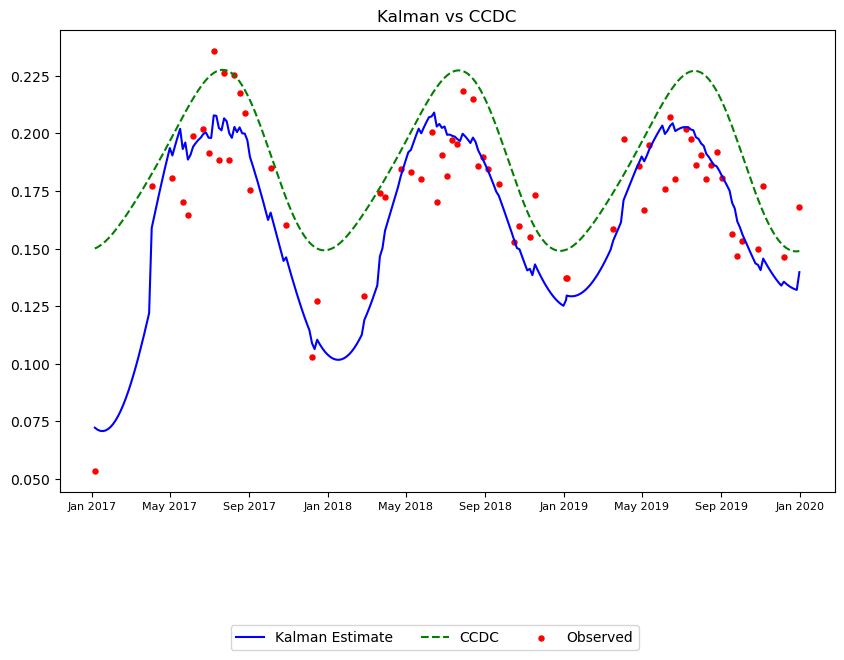 Kalman vs CCDC
0.225
0.200
0.175
0.150
0.125
0.100
0.075
0.050
Jan 2017 May 2017 Sep 2017 Jan 2018 May 2018 Sep 2018 Jan 2019 May 2019 Sep 2019 Jan 2020
Kalman Estimate CCDC Observed